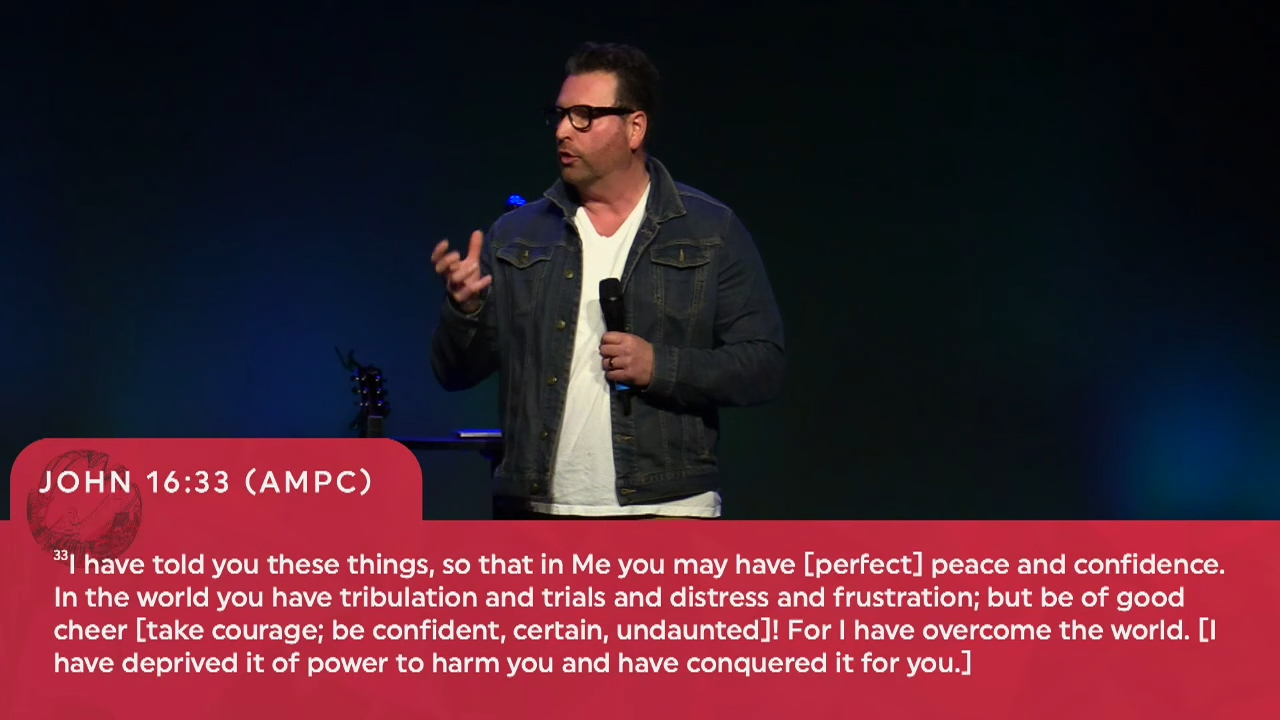 JOHN 16:33 (AMPC)
33I have told you these things, so that in Me you may have [perfect] peace and confidence.
In the world you have tribulation and trials and distress and frustration; but be of good
cheer [take courage; be confident, certain, undaunted]! For I have overcome the world. [I
have deprived it of power to harm you and have conquered it for you.]